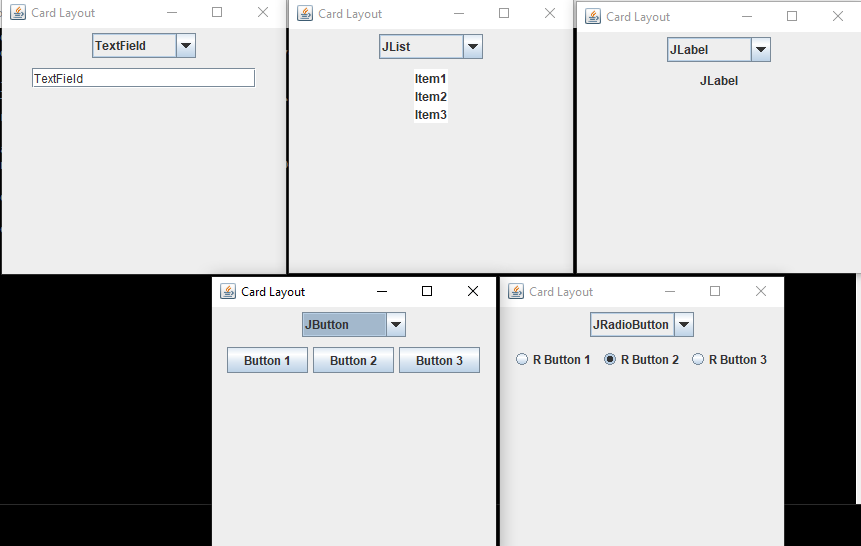 Card Layout
TextField
TextField
Card Layout
JList
Item1
Item2
Item3
Card Layout
JLabel
JLabel
Card Layout
JButton
Button 1 Button 2 Button 3
Card Layout
JRadioButton
R Button 1 R Button 2 R Button 3